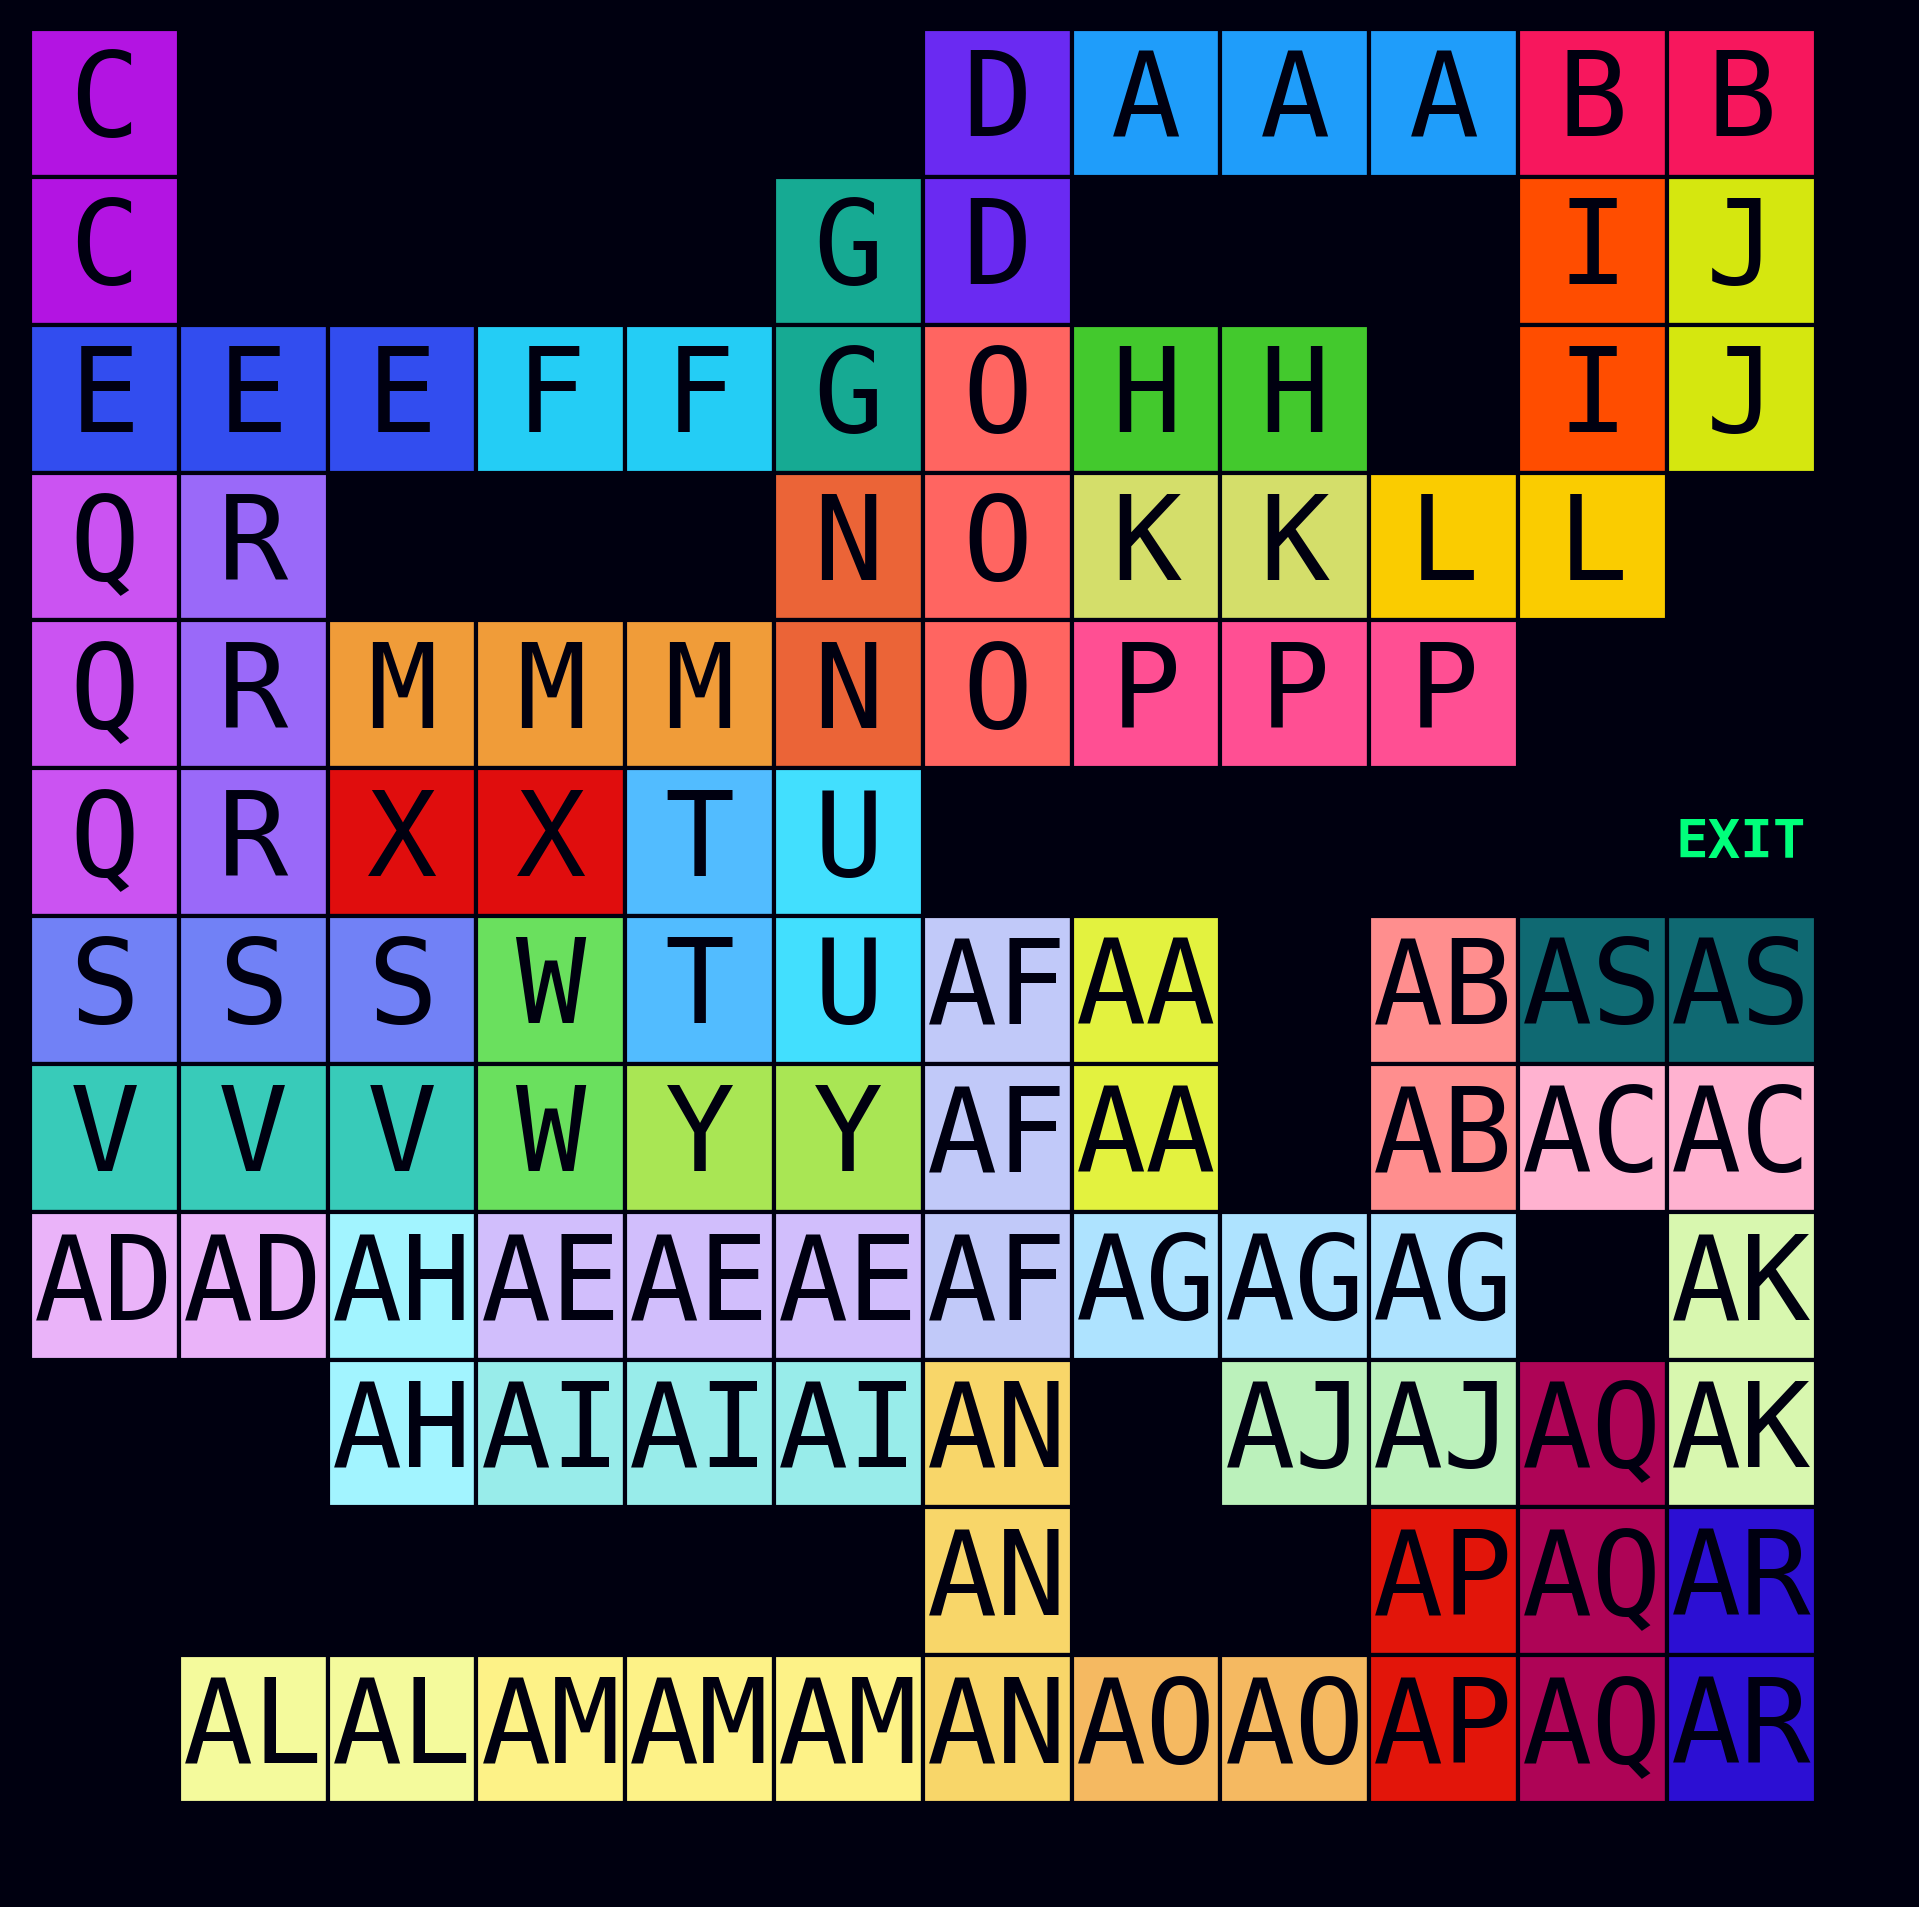 C D A A A B B
C G D I J
E E E F F G O H H I J
Q R N O K K L L
Q R M M M N O P P P
Q R X X T U EXIT
S S S W T U AF AA AB AS AS
V V V W Y Y AF AA AB AC AC
AD AD AH AE AE AE AF AG AG AG AK
AH AI AI AI AN AJ AJ AQ AK
AN AP AQ AR
AL AL AM AM AM AN AO AO AP AQ AR